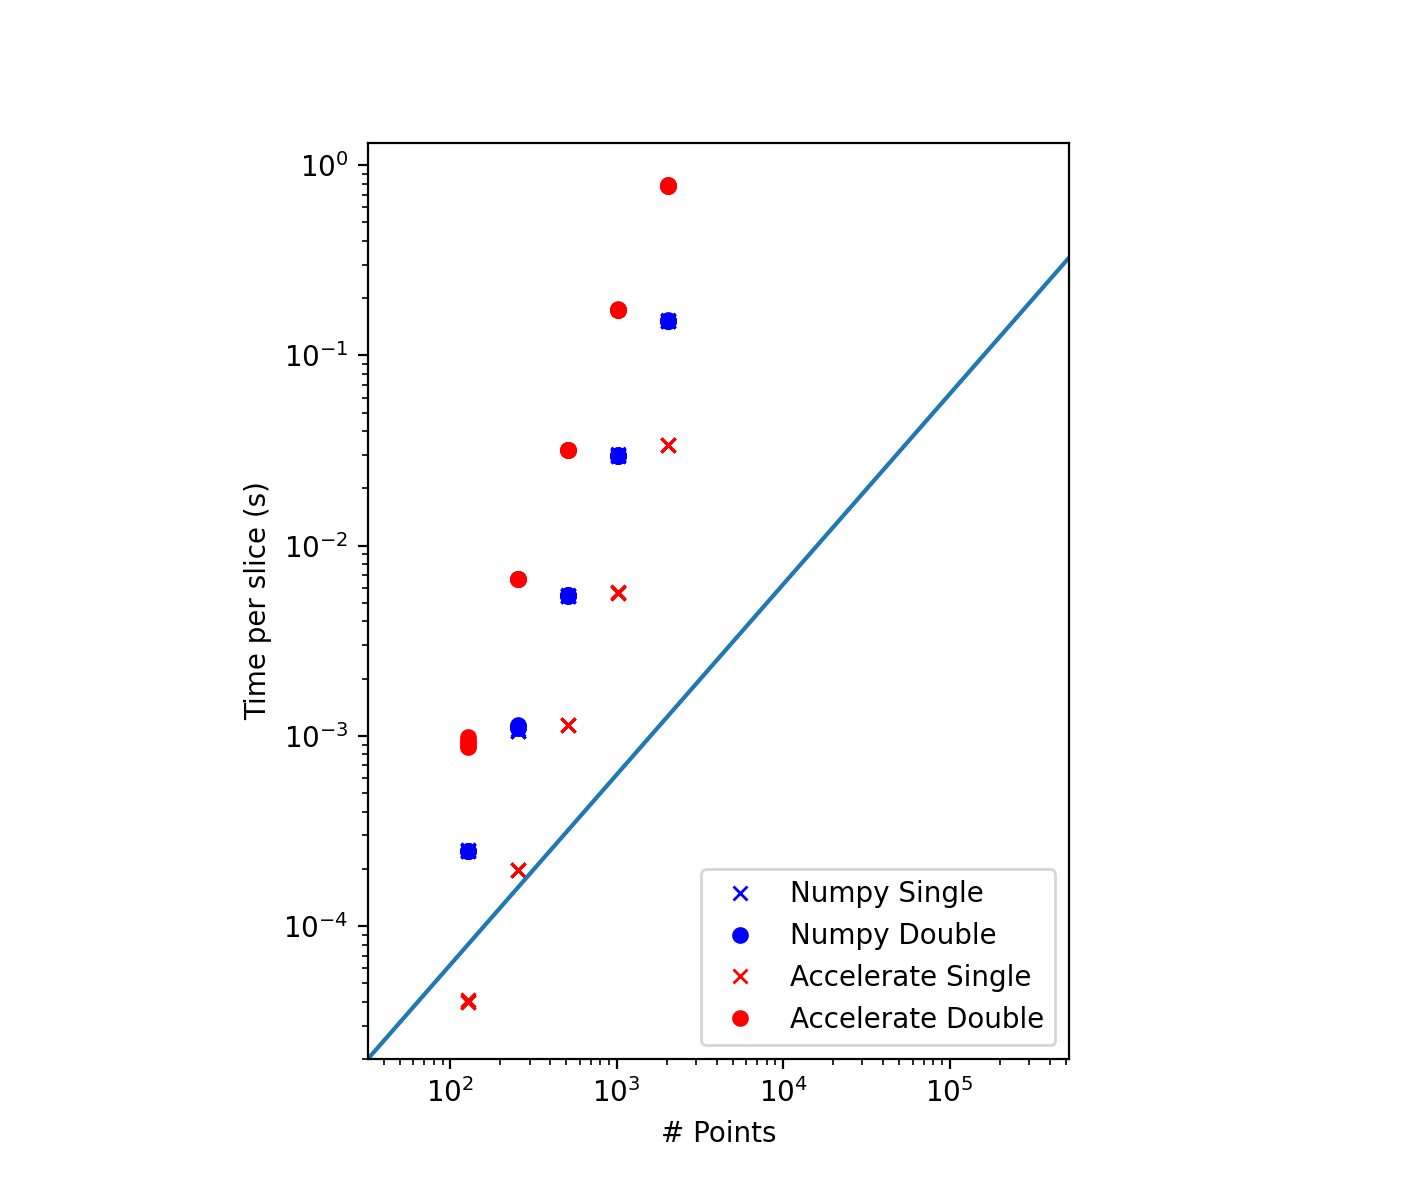 10⁰
10⁻¹
10⁻²
10⁻³
10⁻⁴
Time per slice (s)
Numpy Single
Numpy Double
Accelerate Single
Accelerate Double
10² 10³ 10⁴ 10⁵
# Points